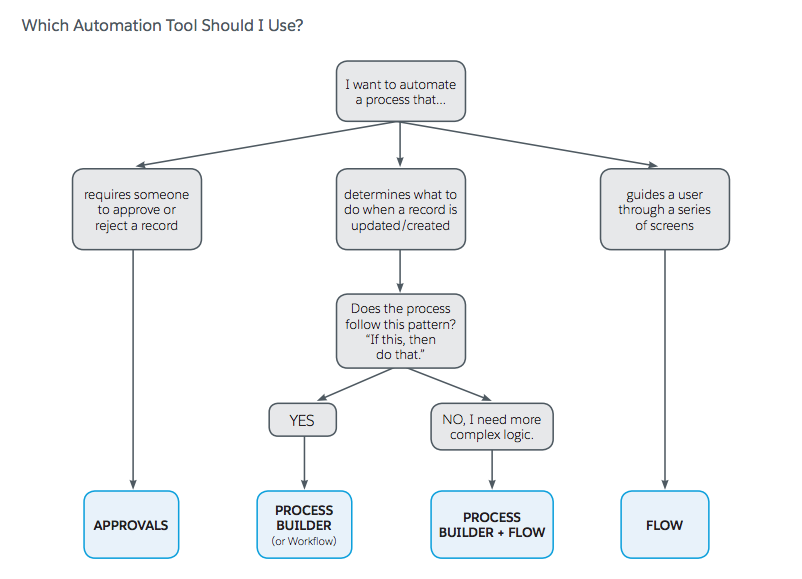 Which Automation Tool Should I Use?
I want to automate
a process that...
requires someone
to approve or
reject a record
determines what to
do when a record is
updated/created
guides a user
through a series
of screens
Does the process
follow this pattern?
“If this, then
do that.”
YES
NO, I need more
complex logic.
APPROVALS
PROCESS
BUILDER
(or Workflow)
PROCESS
BUILDER + FLOW
FLOW